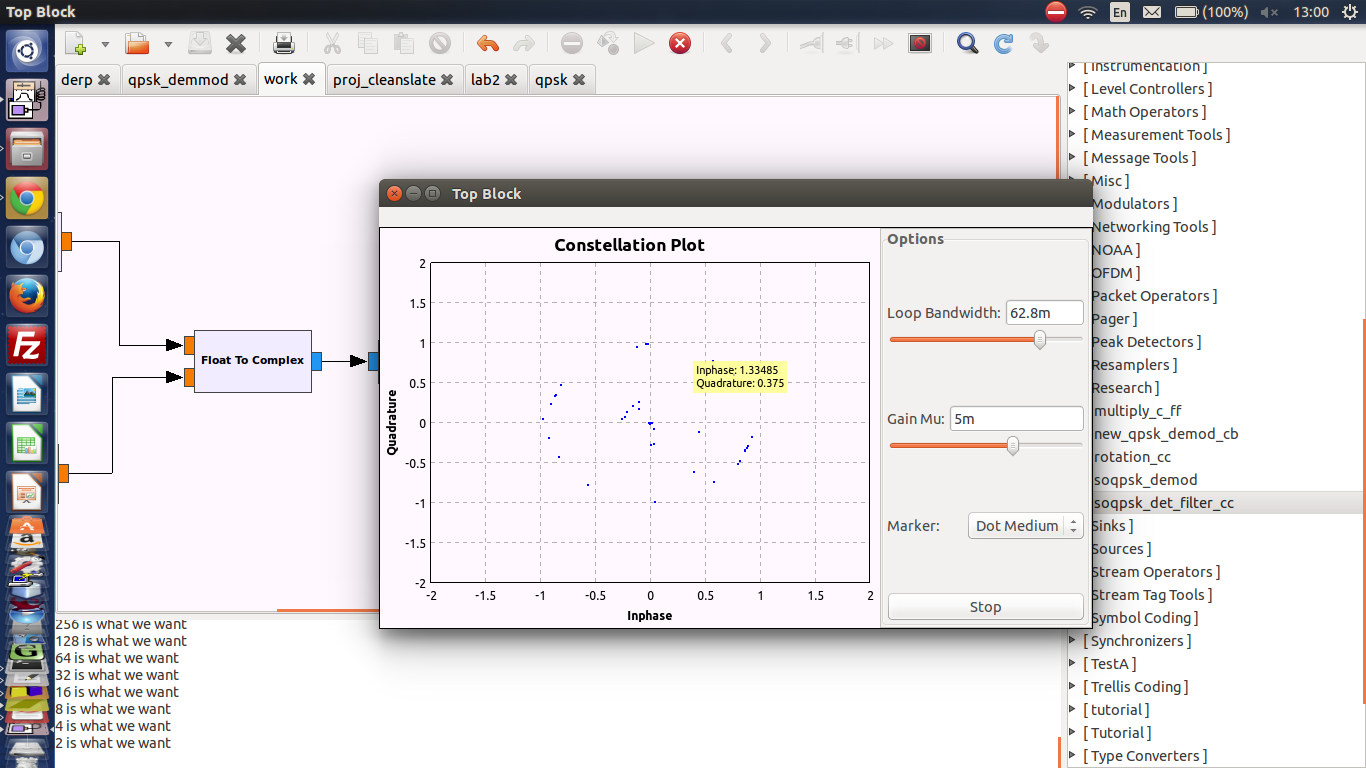 Top Block
En
(100%)
13:00
derp
qpsk_demmod
work
proj_cleanslate
lab2
qpsk
Float To Complex
256 is what we want
128 is what we want
64 is what we want
32 is what we want
16 is what we want
8 is what we want
4 is what we want
2 is what we want
Top Block
Constellation Plot
Quadrature
2
1.5
1
0.5
0
-0.5
-1
-1.5
-2
-2 -1.5 -1 -0.5 0 0.5 1 1.5 2
Inphase
Inphase: 1.33485
Quadrature: 0.375
Options
Loop Bandwidth: 62.8m
Gain Mu: 5m
Marker: Dot Medium
Stop
[ Instrumentation ]
[ Level Controllers ]
[ Math Operators ]
[ Measurement Tools ]
[ Message Tools ]
[ Misc ]
Modulators ]
Networking Tools ]
NOAA ]
OFDM ]
Packet Operators ]
Pager ]
Peak Detectors ]
Resamplers ]
Research ]
multiply_c_ff
new_qpsk_demod_cb
rotation_cc
soqpsk_demod
soqpsk_det_filter_cc
Sinks ]
Sources ]
Stream Operators ]
Stream Tag Tools ]
Symbol Coding ]
[ Synchronizers ]
[ TestA ]
[ Trellis Coding ]
[ tutorial ]
[ Tutorial ]
[ Type Converters ]
Fz
a